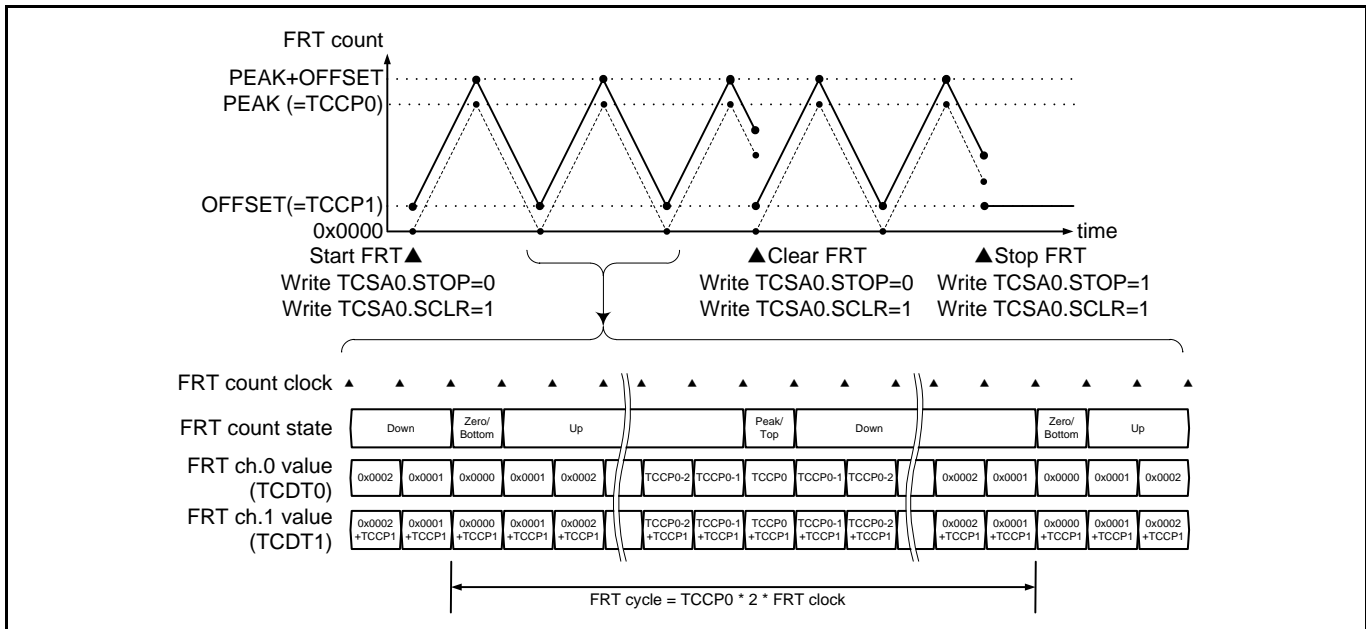 FRT count
PEAK+OFFSET
PEAK (=TCCP0)
OFFSET(=TCCP1)
0x0000
time
Start FRT▲
Write TCSA0.STOP=0
Write TCSA0.SCLR=1
▲Clear FRT
Write TCSA0.STOP=0
Write TCSA0.SCLR=1
▲Stop FRT
Write TCSA0.STOP=1
Write TCSA0.SCLR=1
FRT count clock
FRT count state
Down
Zero/
Bottom
Up
Peak/
Top
Down
Zero/
Bottom
Up
FRT ch.0 value
(TCDT0)
0x0002 0x0001 0x0000 0x0001 0x0002 TCCP0-2 TCCP0-1 TCCP0 TCCP0-1 TCCP0-2 0x0002 0x0001 0x0000 0x0001 0x0002
FRT ch.1 value
(TCDT1)
0x0002 0x0001 0x0000 0x0001 0x0002 TCCP0-2 TCCP0-1 TCCP0 TCCP0-1 TCCP0-2 0x0002 0x0001 0x0000 0x0001 0x0002
+TCCP1 +TCCP1 +TCCP1 +TCCP1 +TCCP1 +TCCP1 +TCCP1 +TCCP1 +TCCP1 +TCCP1 +TCCP1 +TCCP1 +TCCP1 +TCCP1 +TCCP1
FRT cycle = TCCP0 * 2 * FRT clock